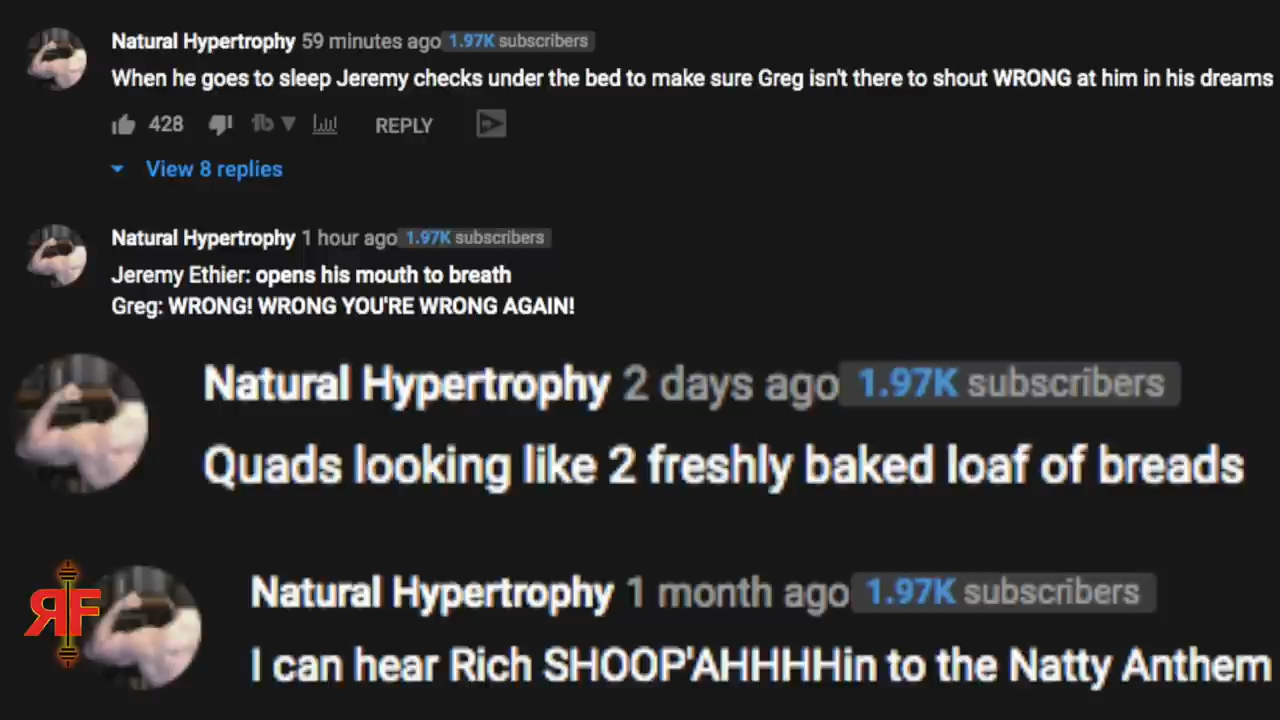 Natural Hypertrophy 59 minutes ago 1.97K subscribers
When he goes to sleep Jeremy checks under the bed to make sure Greg isn't there to shout WRONG at him in his dreams
428 REPLY
View 8 replies
Natural Hypertrophy 1 hour ago 1.97K subscribers
Jeremy Ethier: opens his mouth to breath
Greg: WRONG! WRONG YOU'RE WRONG AGAIN!
Natural Hypertrophy 2 days ago 1.97K subscribers
Quads looking like 2 freshly baked loaf of breads
Natural Hypertrophy 1 month ago 1.97K subscribers
I can hear Rich SHOOP'AHHHHin to the Natty Anthem